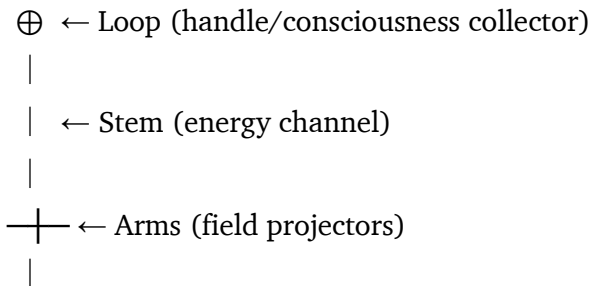 ⊕ ← Loop (handle/consciousness collector)
|
| ← Stem (energy channel)
|
─┼─ ← Arms (field projectors)
|